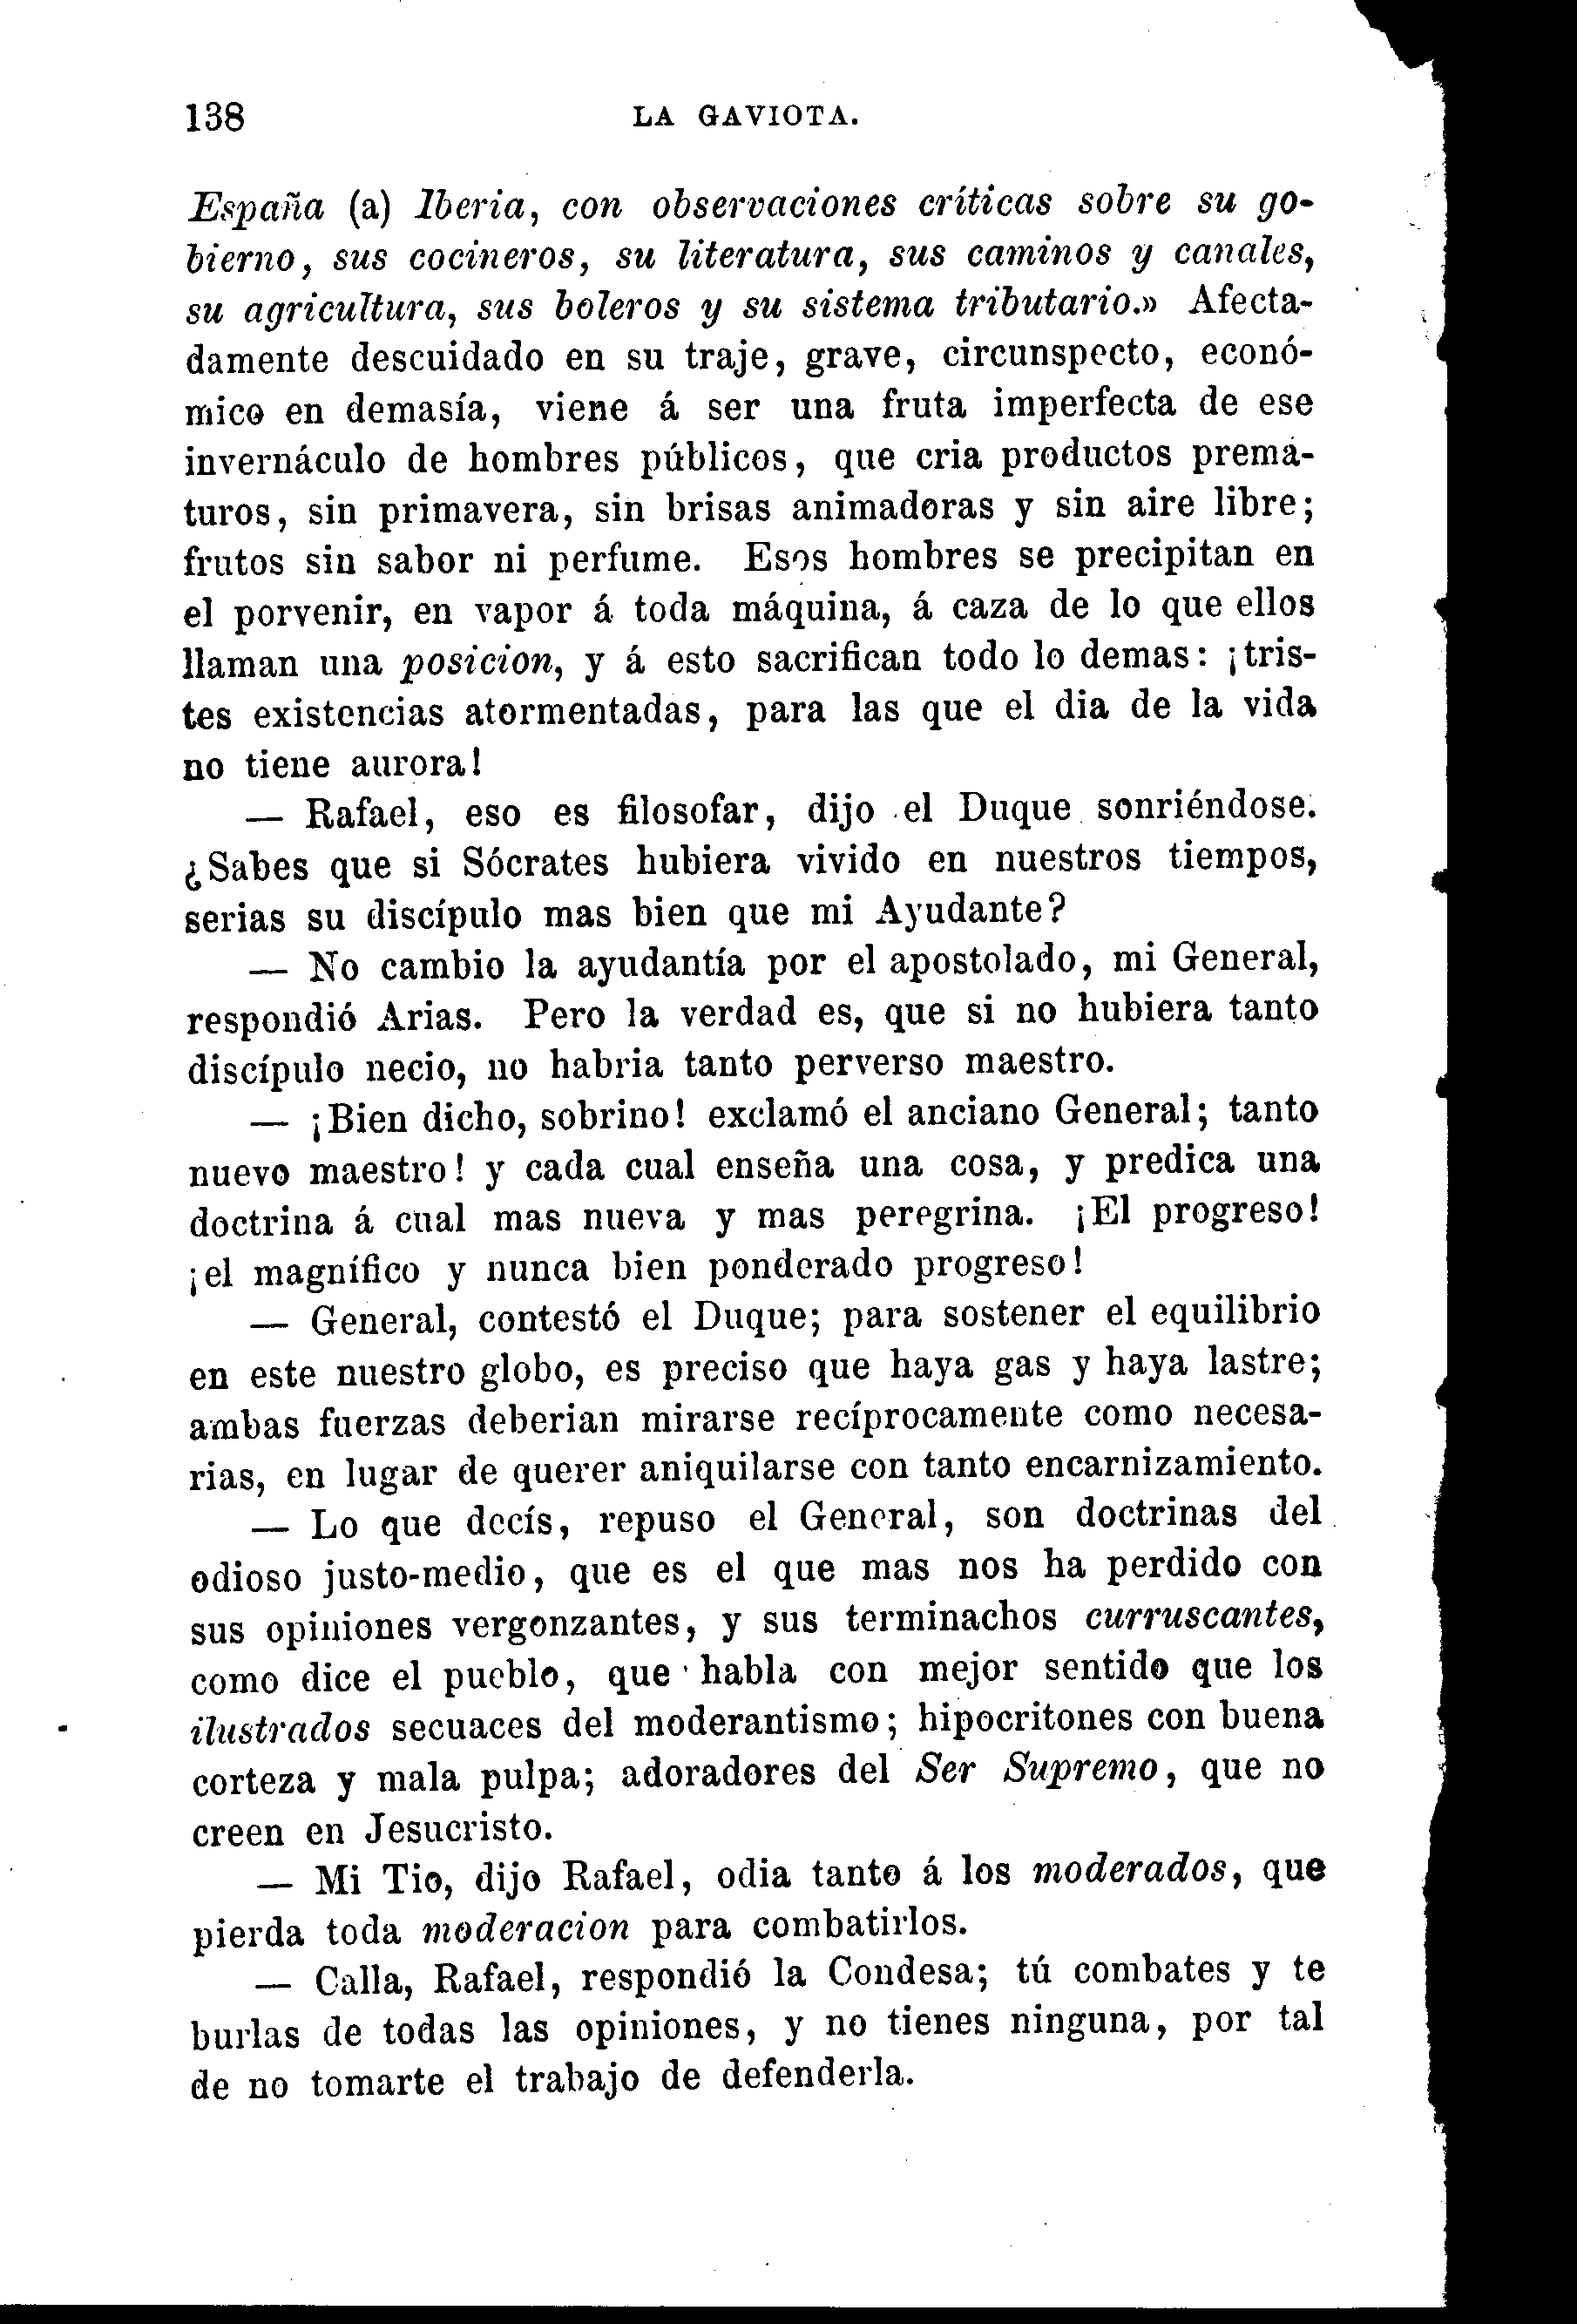 138 LA GAVIOTA.
España (a) Iberia, con observaciones críticas sobre su go-
bierno, sus cocineros, su literatura, sus caminos y canales,
su agricultura, sus boleros y su sistema tributario.» Afecta-
damente descuidado en su traje, grave, circunspecto, econó-
mico en demasía, viene á ser una fruta imperfecta de ese
invernáculo de hombres públicos, que cria productos prema-
turos, sin primavera, sin brisas animadoras y sin aire libre;
frutos sin sabor ni perfume. Esos hombres se precipitan en
el porvenir, en vapor á toda máquina, á caza de lo que ellos
llaman una posicion, y á esto sacrifican todo lo demas: ¡tris-
tes existencias atormentadas, para las que el dia de la vida
no tiene aurora!
— Rafael, eso es filosofar, dijo el Duque sonriéndose.
¿Sabes que si Sócrates hubiera vivido en nuestros tiempos,
serias su discípulo mas bien que mi Ayudante?
— No cambio la ayudantía por el apostolado, mi General,
respondió Arias. Pero la verdad es, que si no hubiera tanto
discípulo necio, no habria tanto perverso maestro.
— ¡Bien dicho, sobrino! exclamó el anciano General; tanto
nuevo maestro! y cada cual enseña una cosa, y predica una
doctrina á cual mas nueva y mas peregrina. ¡El progreso!
¡el magnífico y nunca bien ponderado progreso!
— General, contestó el Duque; para sostener el equilibrio
en este nuestro globo, es preciso que haya gas y haya lastre;
ambas fuerzas deberian mirarse recíprocamente como necesa-
rias, en lugar de querer aniquilarse con tanto encarnizamiento.
— Lo que decís, repuso el General, son doctrinas del
odioso justo-medio, que es el que mas nos ha perdido con
sus opiniones vergonzantes, y sus terminachos curruscantes,
como dice el pueblo, que habla con mejor sentido que los
ilustrados secuaces del moderantismo; hipocritones con buena
corteza y mala pulpa; adoradores del Ser Supremo, que no
creen en Jesucristo.
— Mi Tio, dijo Rafael, odia tanto á los moderados, que
pierda toda moderacion para combatirlos.
— Calla, Rafael, respondió la Condesa; tú combates y te
burlas de todas las opiniones, y no tienes ninguna, por tal
de no tomarte el trabajo de defenderla.